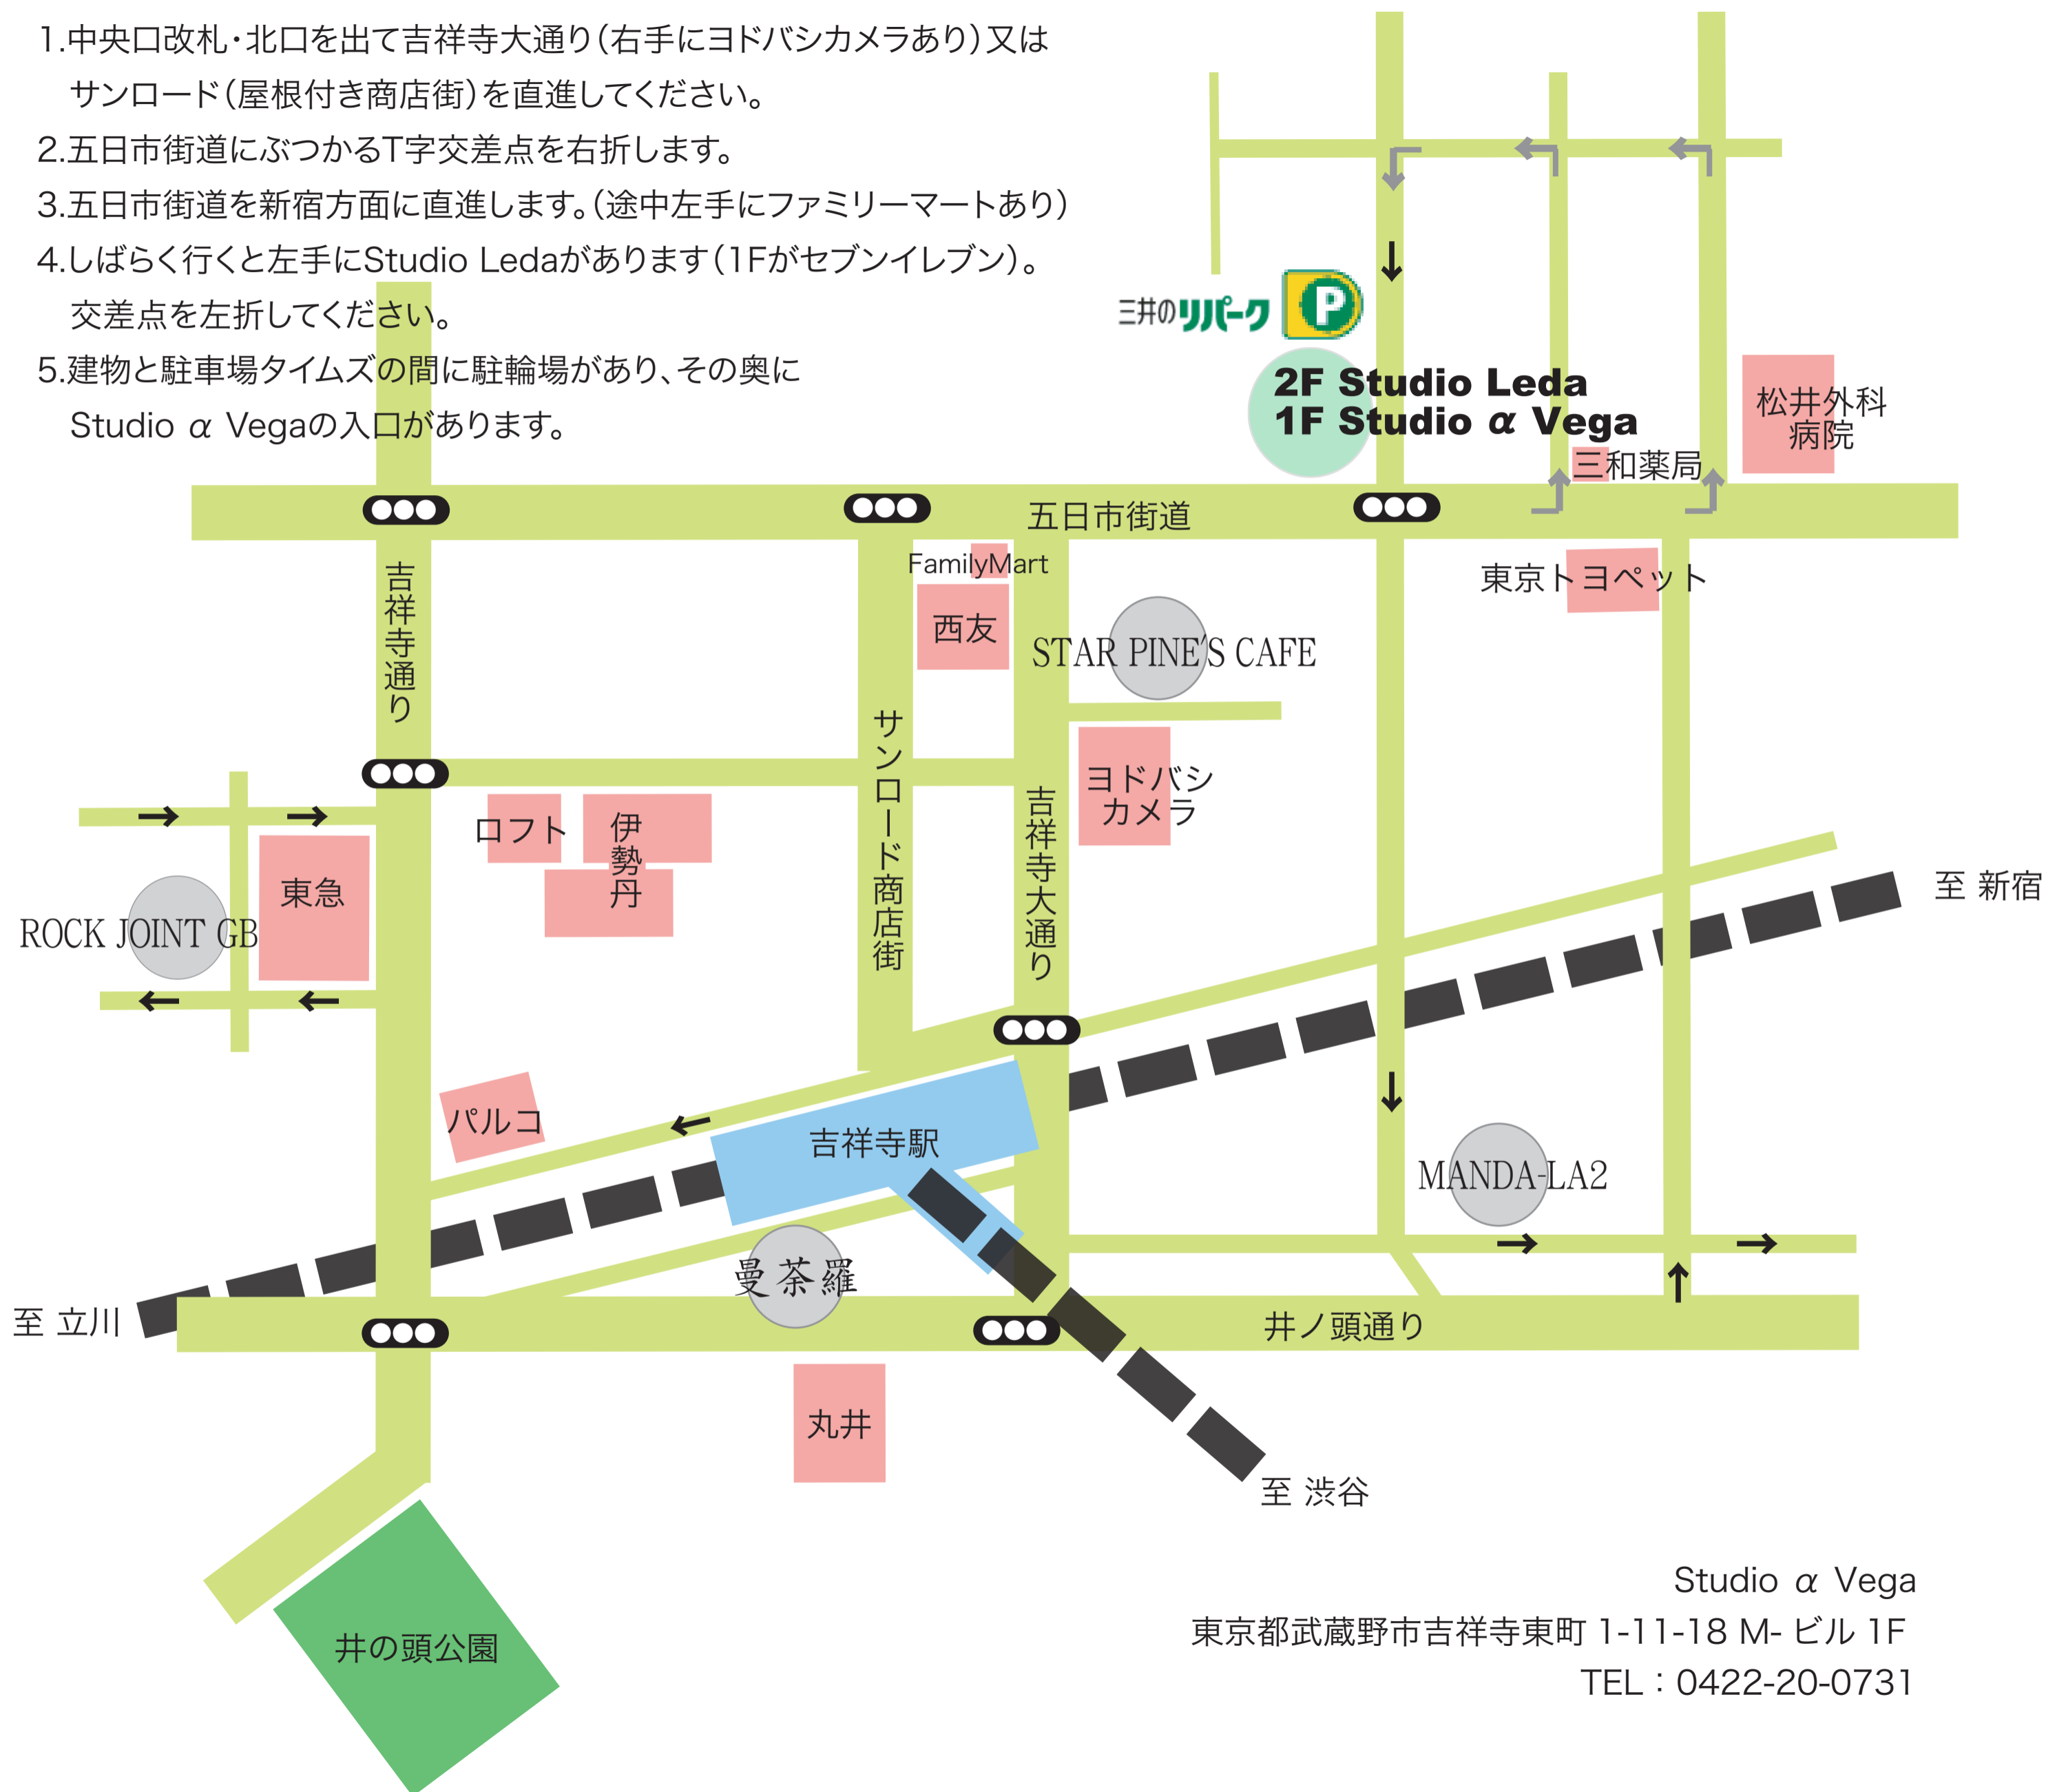 1.中央口改札・北口を出て吉祥寺大通り（右手にヨドバシカメラあり）又は
サンロード（屋根付き商店街）を直進してください。
2.五日市街道にぶつかるT字交差点を右折します。
3.五日市街道を新宿方面に直進します。（途中左手にファミリーマートあり）
4.しばらく行くと左手にStudio Ledaがあります（1Fがセブンイレブン）。
交差点を左折してください。
5.建物と駐車場タイムズの間に駐輪場があり、その奥に
Studio α Vegaの入口があります。
三井のリパーク P
2F Studio Leda
1F Studio α Vega
松井外科
病院
三和薬局
五日市街道
FamilyMart
西友
東京トヨペット
STAR PINE'S CAFE
吉祥寺通り
サンロード商店街
吉祥寺大通り
ヨドバシ
カメラ
ロフト
伊勢丹
東急
ROCK JOINT GB
至 新宿
パルコ
吉祥寺駅
MANDA-LA2
曼荼羅
至 立川
井ノ頭通り
丸井
至 渋谷
井の頭公園
Studio α Vega
東京都武蔵野市吉祥寺東町 1-11-18 M- ビル 1F
TEL：0422-20-0731